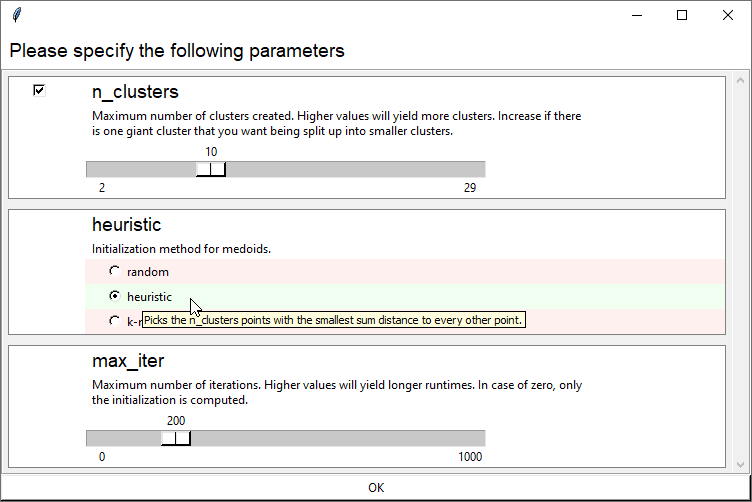 Please specify the following parameters
n_clusters
Maximum number of clusters created. Higher values will yield more clusters. Increase if there
is one giant cluster that you want being split up into smaller clusters.
10
2 29
heuristic
Initialization method for medoids.
random
heuristic
Picks the n_clusters points with the smallest sum distance to every other point.
max_iter
Maximum number of iterations. Higher values will yield longer runtimes. In case of zero, only
the initialization is computed.
200
0 1000
OK